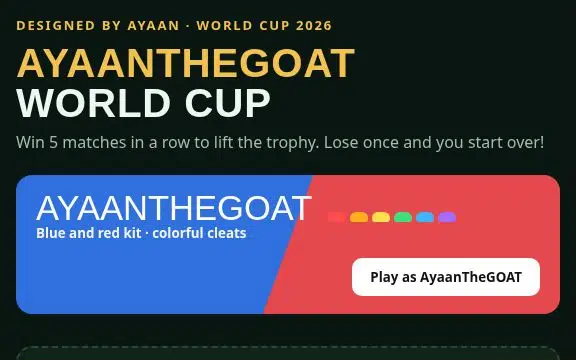 DESIGNED BY AYAAN · WORLD CUP 2026
AYAANTHEGOAT
WORLD CUP
Win 5 matches in a row to lift the trophy. Lose once and you start over!
AYAANTHEGOAT
Blue and red kit · colorful cleats
Play as AyaanTheGOAT